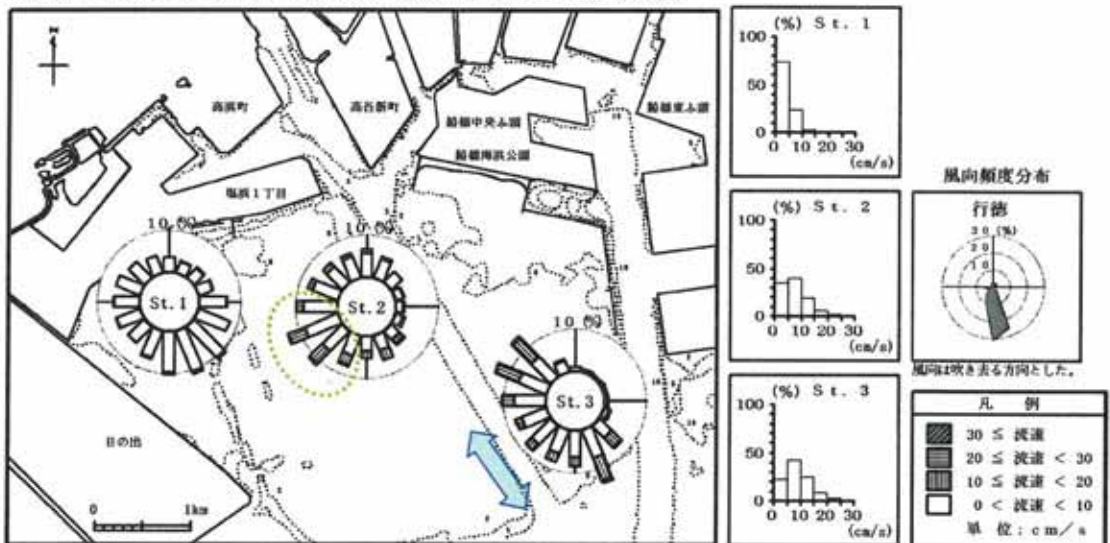 N
高浜町
高谷新町
船橋中央ふ頭
船橋東ふ頭
船橋海浜公園
塩浜1丁目
10(%)
10(%)
St.1
St.2
10(%)
St.3
日の出
0 1km
(%) St. 1
100
50
0
0 10 20 30
(cm/s)
(%) St. 2
100
50
0
0 10 20 30
(cm/s)
(%) St. 3
100
50
0
0 10 20 30
(cm/s)
風向頻度分布
行徳
30(%)
20
10
風向は吹き去る方向とした。
凡 例
30 ≦ 流速
20 ≦ 流速 < 30
10 ≦ 流速 < 20
0 < 流速 < 10
単 位 : cm/s